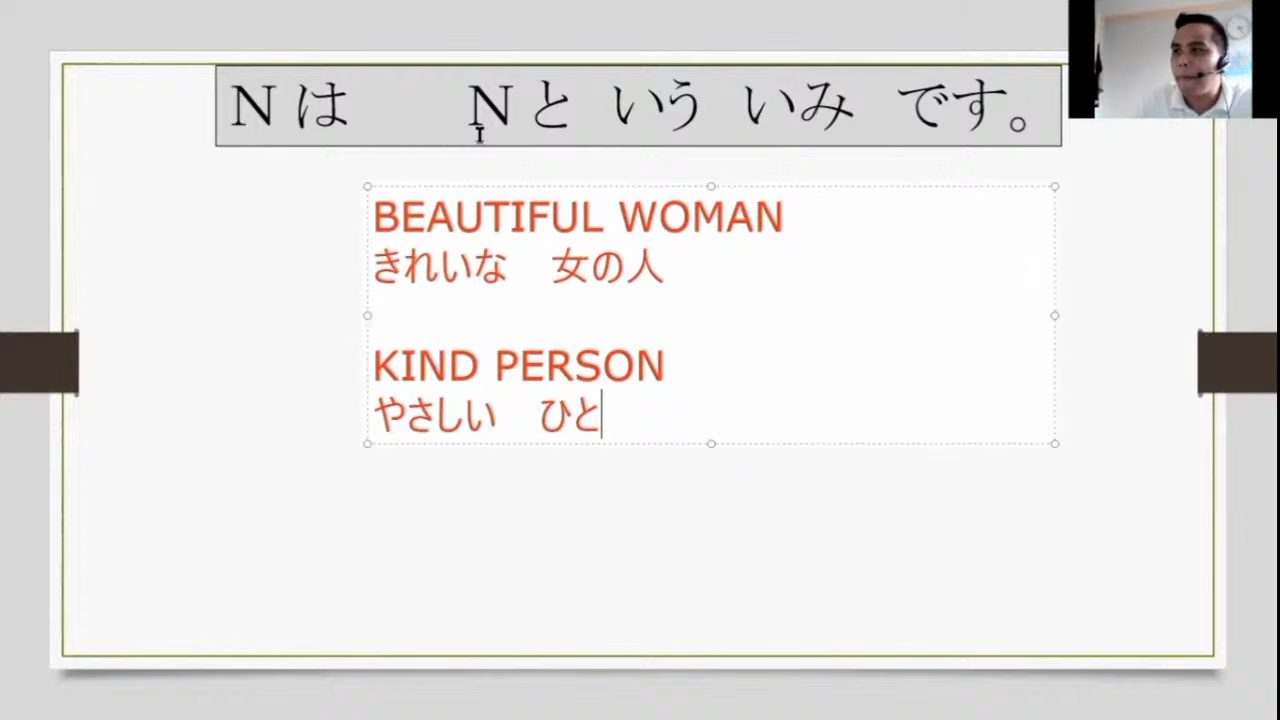 Nは Nと いう いみ です。
BEAUTIFUL WOMAN
きれいな 女の人
KIND PERSON
やさしい ひと